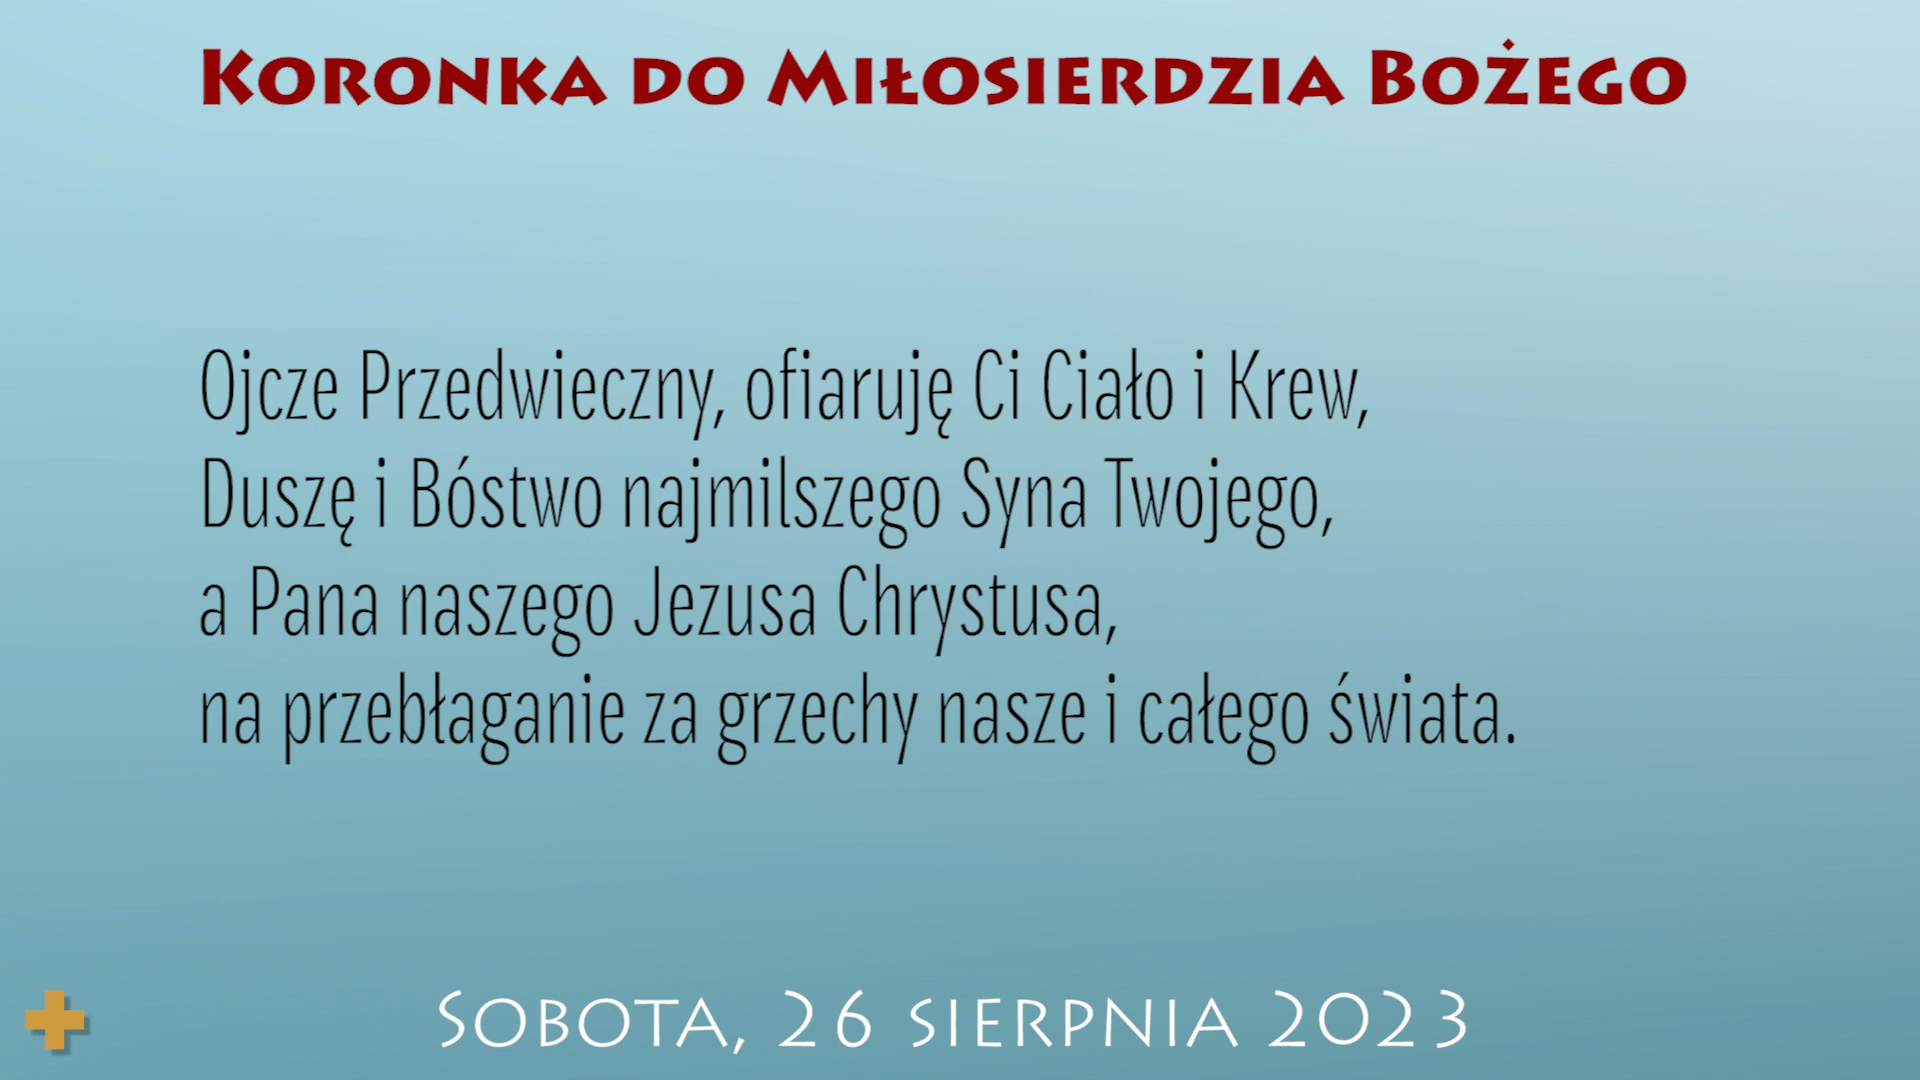 Koronka do Miłosierdzia Bożego
Ojcze Przedwieczny, ofiaruję Ci Ciało i Krew,
Duszę i Bóstwo najmilszego Syna Twojego,
a Pana naszego Jezusa Chrystusa,
na przebłaganie za grzechy nasze i całego świata.
Sobota, 26 sierpnia 2023